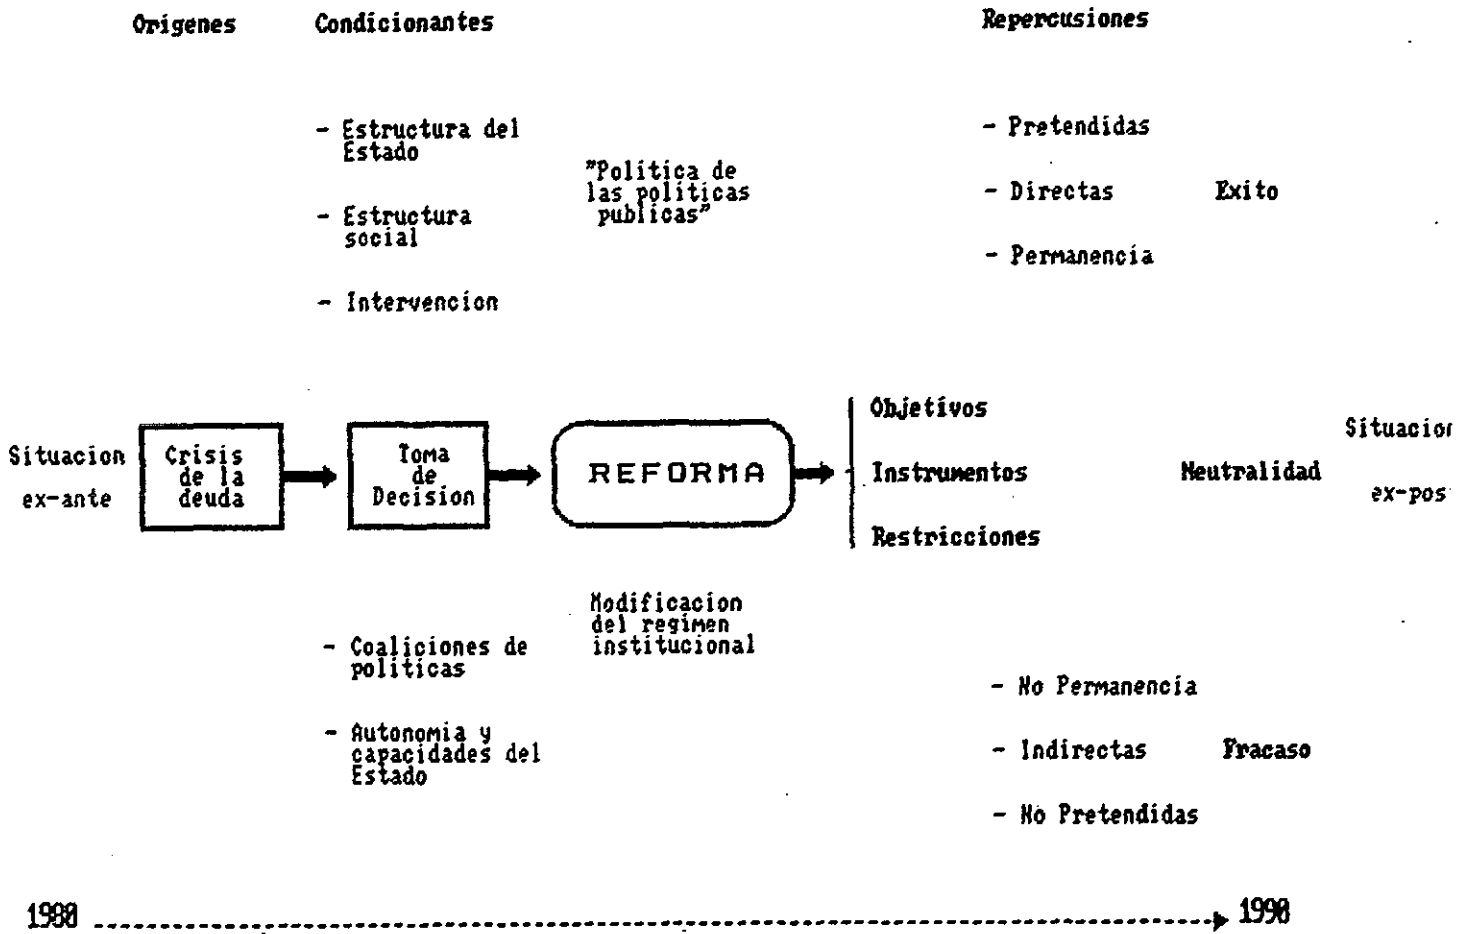 Origenes Condicionantes Repercusiones
- Estructura del
Estado
- Estructura
social
- Intervencion
"Politica de
las politicas
publicas"
- Pretendidas
- Directas Exito
- Permanencia
Situacion
ex-ante
Crisis
de la
deuda
Toma
de
Decision
REFORMA
Objetivos
Instrumentos
Restricciones
Neutralidad
Situacion
ex-pos
- Coaliciones de
politicas
- Autonomia y
capacidades del
Estado
Modificacion
del regimen
institucional
- No Permanencia
- Indirectas Fracaso
- No Pretendidas
1980 1990